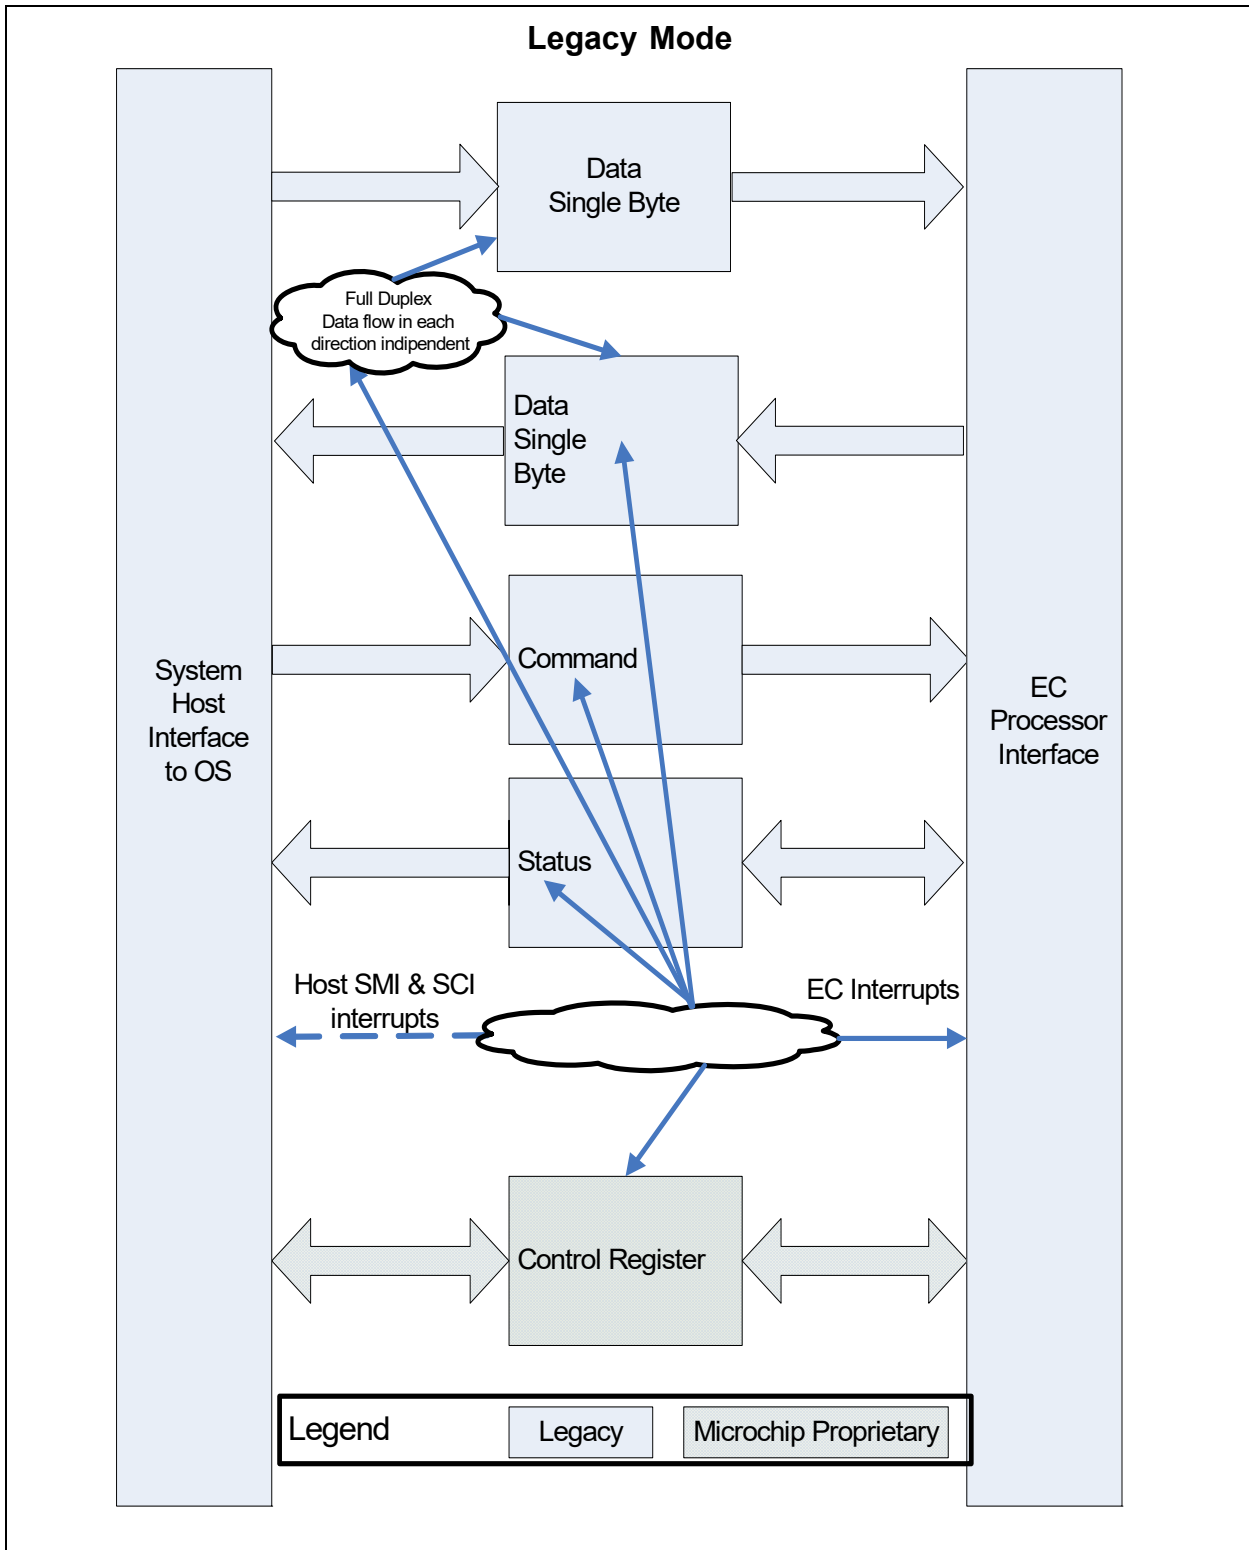 Legacy Mode
Data
Single Byte
Full Duplex
Data flow in each
direction indipendent
Data
Single
Byte
Command
System
Host
Interface
to OS
EC
Processor
Interface
Status
Host SMI & SCI
interrupts
EC Interrupts
Control Register
Legend
Legacy
Microchip Proprietary